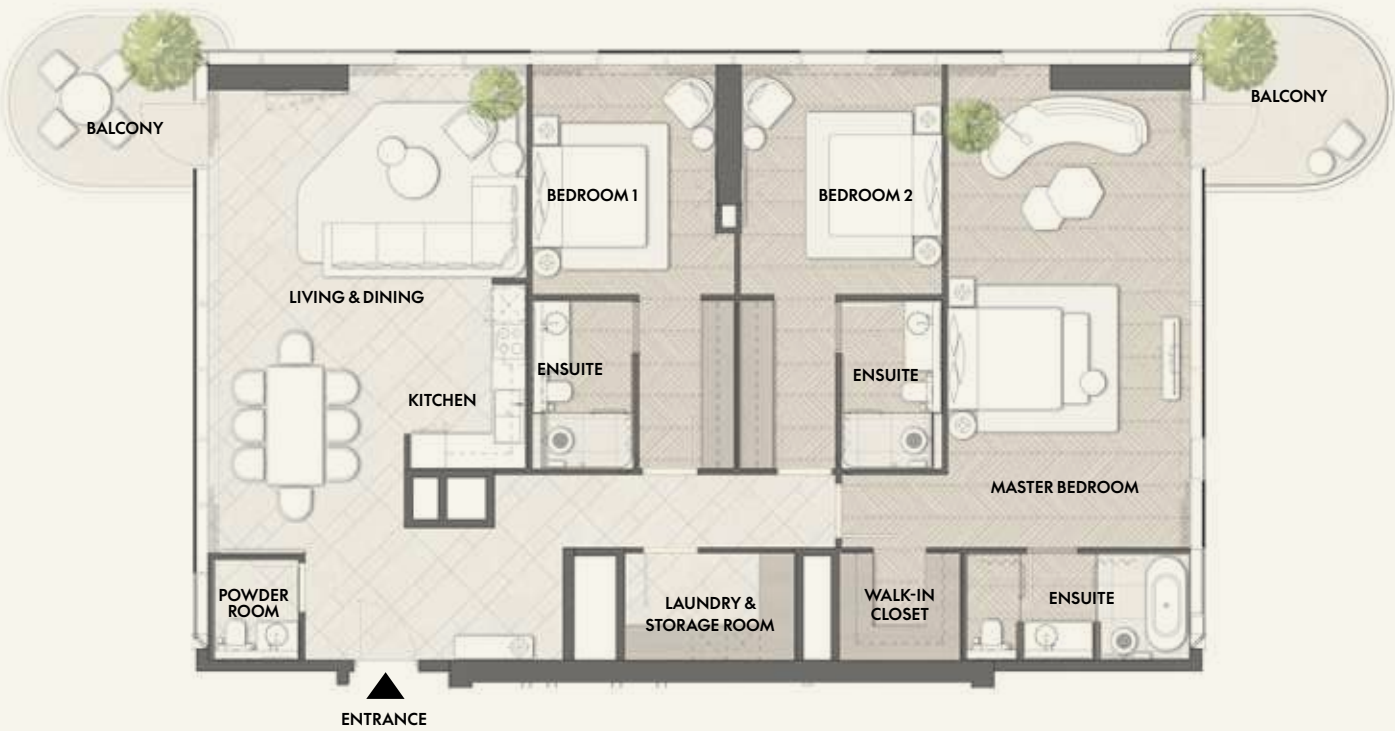 BALCONY
BALCONY
BEDROOM 1
BEDROOM 2
LIVING & DINING
ENSUITE
ENSUITE
KITCHEN
MASTER BEDROOM
POWDER
ROOM
LAUNDRY &
STORAGE ROOM
WALK-IN
CLOSET
ENSUITE
ENTRANCE